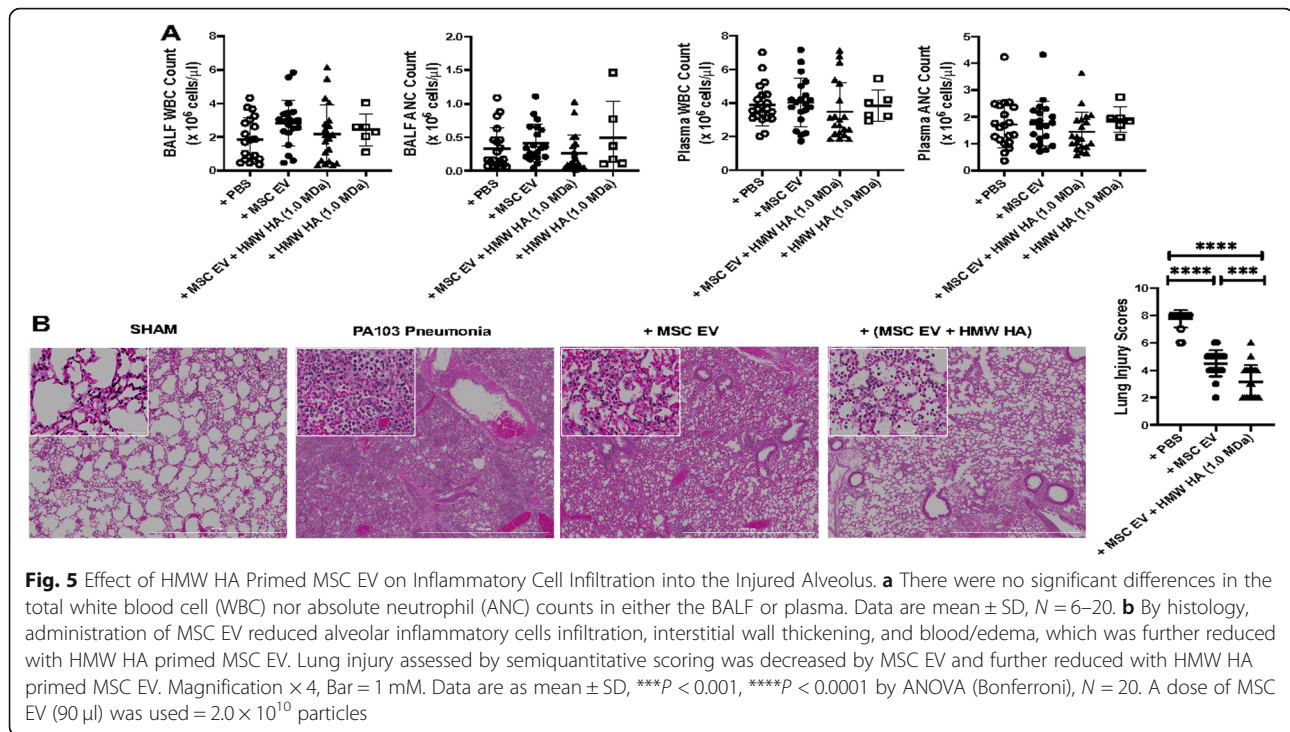 A
BALF WBC Count
(x 10⁶ cells/µl)
8
6
4
2
0
+ PBS
+ MSC EV
+ MSC EV + HMW HA (1.0 MDa)
+ HMW HA (1.0 MDa)
BALF ANC Count
(x 10⁶ cells/µl)
2.0
1.5
1.0
0.5
0.0
+ PBS
+ MSC EV
+ MSC EV + HMW HA (1.0 MDa)
+ HMW HA (1.0 MDa)
Plasma WBC Count
(x 10⁶ cells/µl)
8
6
4
2
0
+ PBS
+ MSC EV
+ MSC EV + HMW HA (1.0 MDa)
+ HMW HA (1.0 MDa)
Plasma ANC Count
(x 10⁶ cells/µl)
5
4
3
2
1
0
+ PBS
+ MSC EV
+ MSC EV + HMW HA (1.0 MDa)
+ HMW HA (1.0 MDa)
B
SHAM
PA103 Pneumonia
+ MSC EV
+ (MSC EV + HMW HA)
****
****
***
Lung Injury Scores
10
8
6
4
2
0
+ PBS
+ MSC EV
+ MSC EV + HMW HA (1.0 MDa)
Fig. 5 Effect of HMW HA Primed MSC EV on Inflammatory Cell Infiltration into the Injured Alveolus. a There were no significant differences in the
total white blood cell (WBC) nor absolute neutrophil (ANC) counts in either the BALF or plasma. Data are mean ± SD, N = 6–20. b By histology,
administration of MSC EV reduced alveolar inflammatory cells infiltration, interstitial wall thickening, and blood/edema, which was further reduced
with HMW HA primed MSC EV. Lung injury assessed by semiquantitative scoring was decreased by MSC EV and further reduced with HMW HA
primed MSC EV. Magnification × 4, Bar = 1 mM. Data are as mean ± SD, ***P < 0.001, ****P < 0.0001 by ANOVA (Bonferroni), N = 20. A dose of MSC
EV (90 µl) was used = 2.0 × 10¹⁰ particles